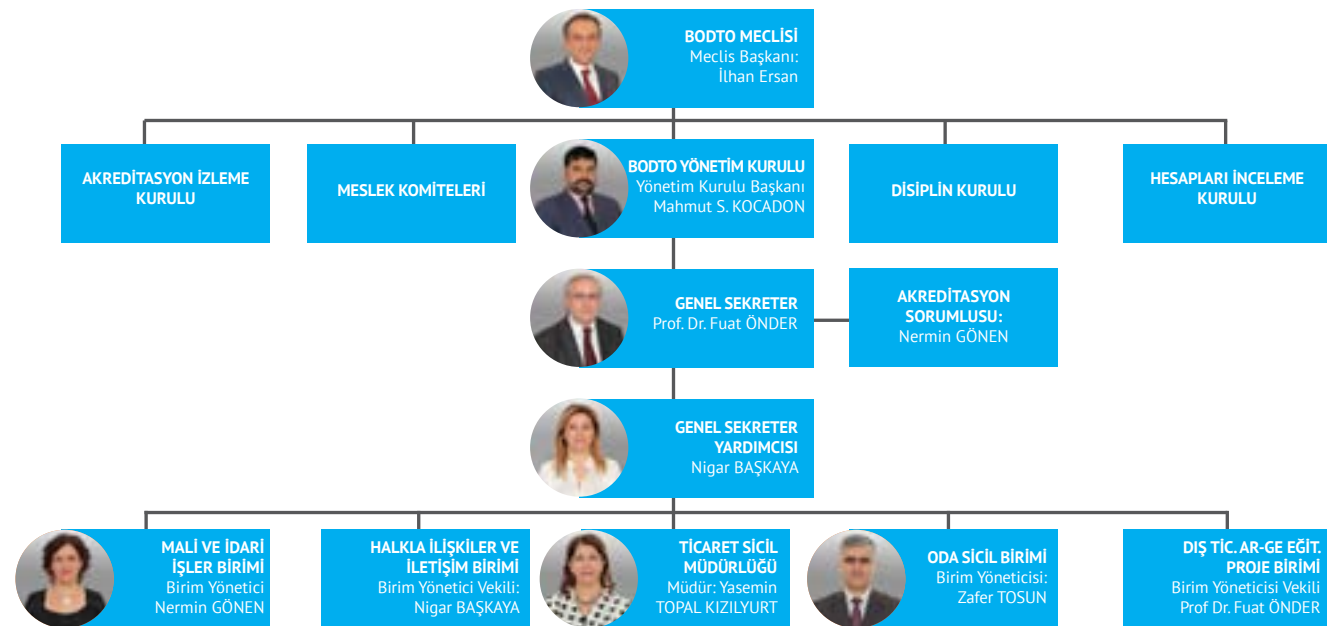 BODTO MECLİSİ
Meclis Başkanı:
İlhan Ersan
AKREDİTASYON İZLEME
KURULU
MESLEK KOMİTELERİ
BODTO YÖNETİM KURULU
Yönetim Kurulu Başkanı
Mahmut S. KOCADON
DİSİPLİN KURULU
HESAPLARI İNCELEME
KURULU
GENEL SEKRETER
Prof. Dr. Fuat ÖNDER
AKREDİTASYON
SORUMLUSU:
Nermin GÖNEN
GENEL SEKRETER
YARDIMCISI
Nigar BAŞKAYA
MALİ VE İDARİ
İŞLER BİRİMİ
Birim Yönetici
Nermin GÖNEN
HALKLA İLİŞKİLER VE
İLETİŞİM BİRİMİ
Birim Yönetici Vekili:
Nigar BAŞKAYA
TİCARET SİCİL
MÜDÜRLÜĞÜ
Müdür: Yasemin
TOPAL KIZILYURT
ODA SİCİL BİRİMİ
Birim Yöneticisi:
Zafer TOSUN
DIŞ TİC. AR-GE EĞİT.
PROJE BİRİMİ
Birim Yöneticisi Vekili
Prof Dr. Fuat ÖNDER